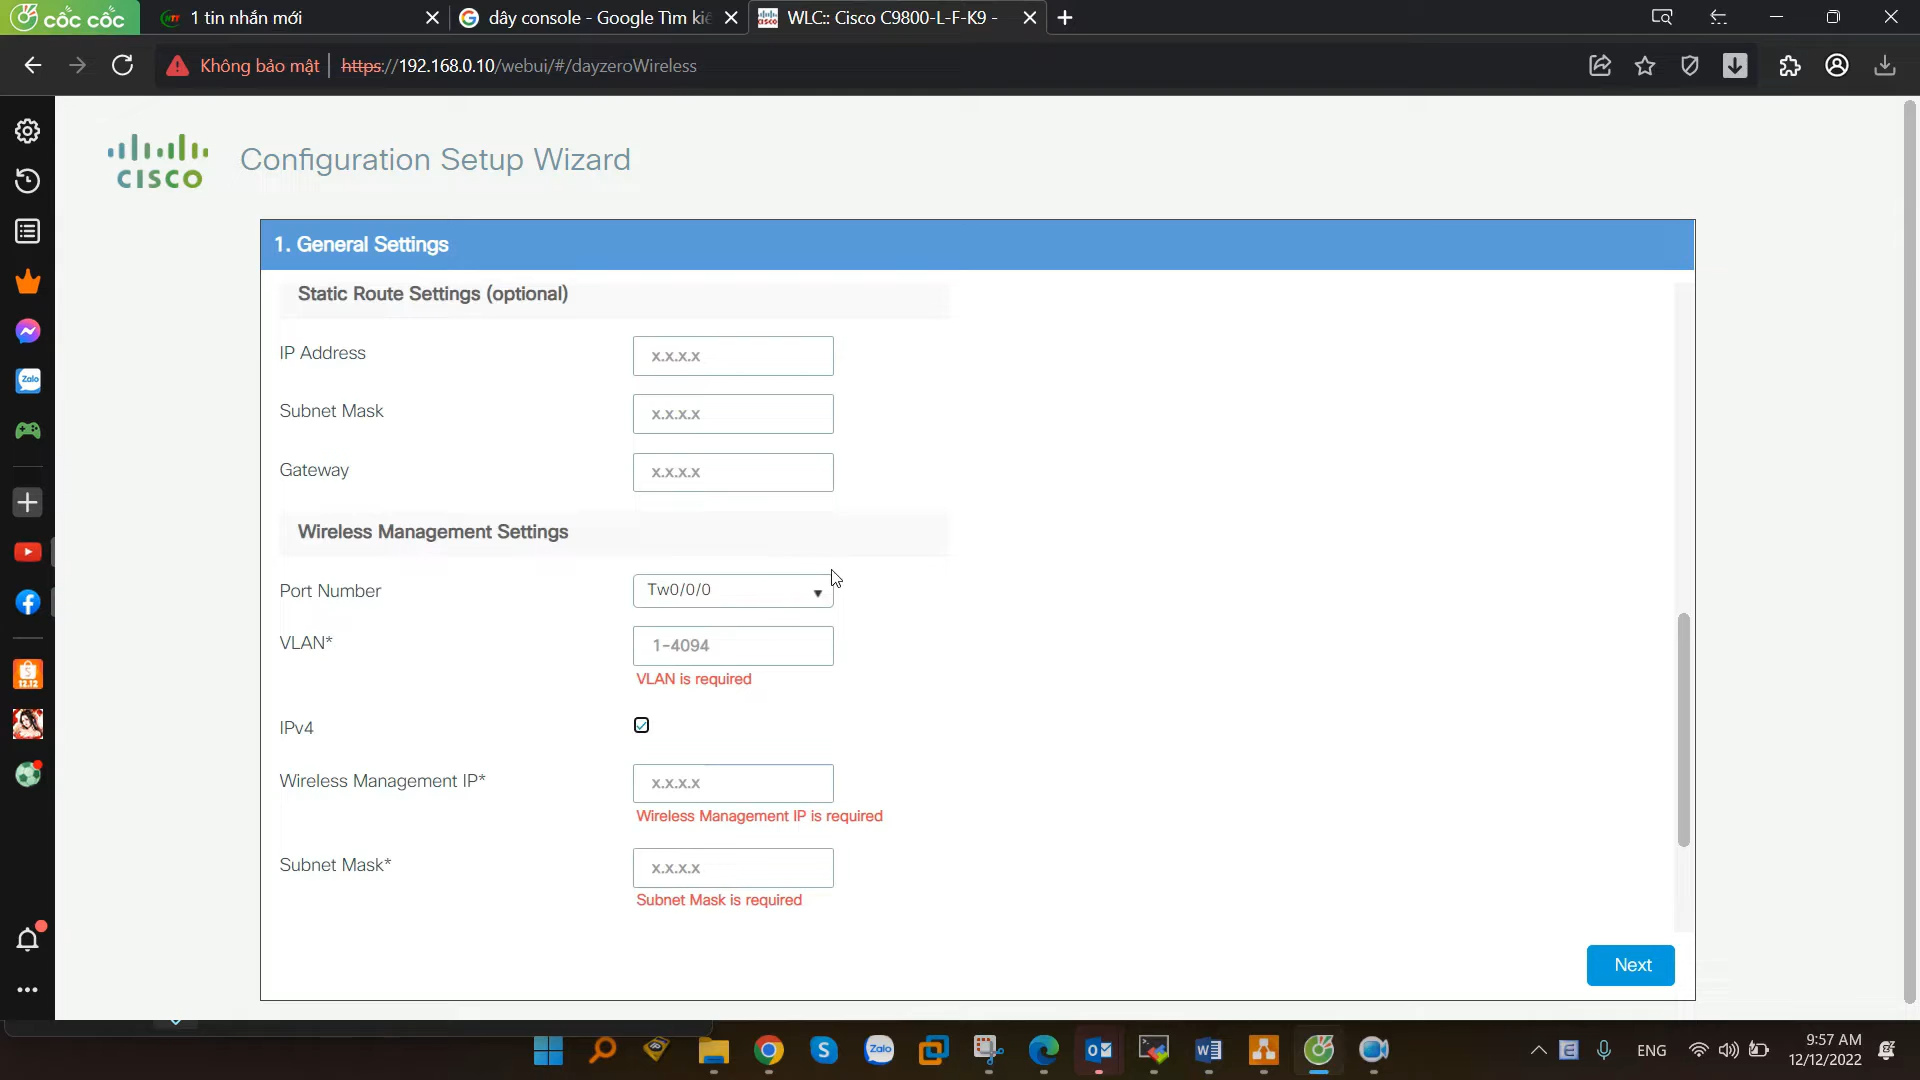 cốc cốc
1 tin nhắn mới
dây console - Google Tìm kiế
WLC:: Cisco C9800-L-F-K9 -
Không bảo mật
https://192.168.0.10/webui/#/dayzeroWireless
CISCO
Configuration Setup Wizard
1. General Settings
Static Route Settings (optional)
IP Address
x.x.x.x
Subnet Mask
x.x.x.x
Gateway
x.x.x.x
Wireless Management Settings
Port Number
Tw0/0/0
VLAN*
1-4094
VLAN is required
IPv4
Wireless Management IP*
x.x.x.x
Wireless Management IP is required
Subnet Mask*
x.x.x.x
Subnet Mask is required
Next
Zalo
12.12
Zalo
ENG
9:57 AM
12/12/2022